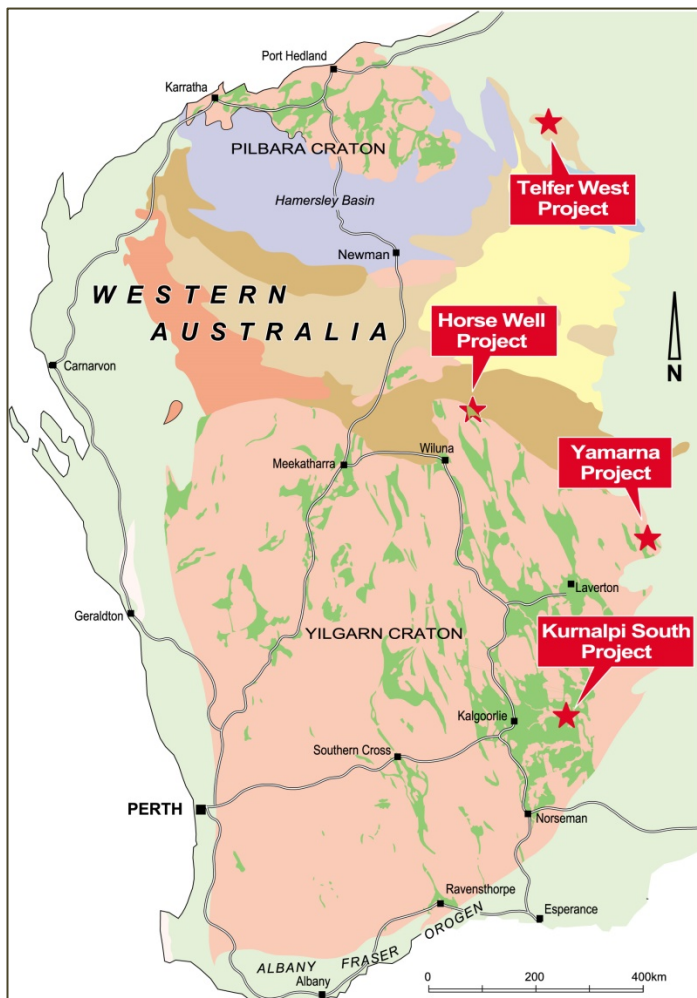 Port Hedland
Karratha
PILBARA CRATON
Telfer West
Project
Hamersley Basin
Newman
WESTERN
AUSTRALIA
Horse Well
Project
N
Carnarvon
Meekatharra
Wiluna
Yamarna
Project
Laverton
Geraldton
YILGARN CRATON
Kurnalpi South
Project
Kalgoorlie
Southern Cross
PERTH
Norseman
Ravensthorpe
Esperance
ALBANY FRASER OROGEN
Albany
0 200 400km